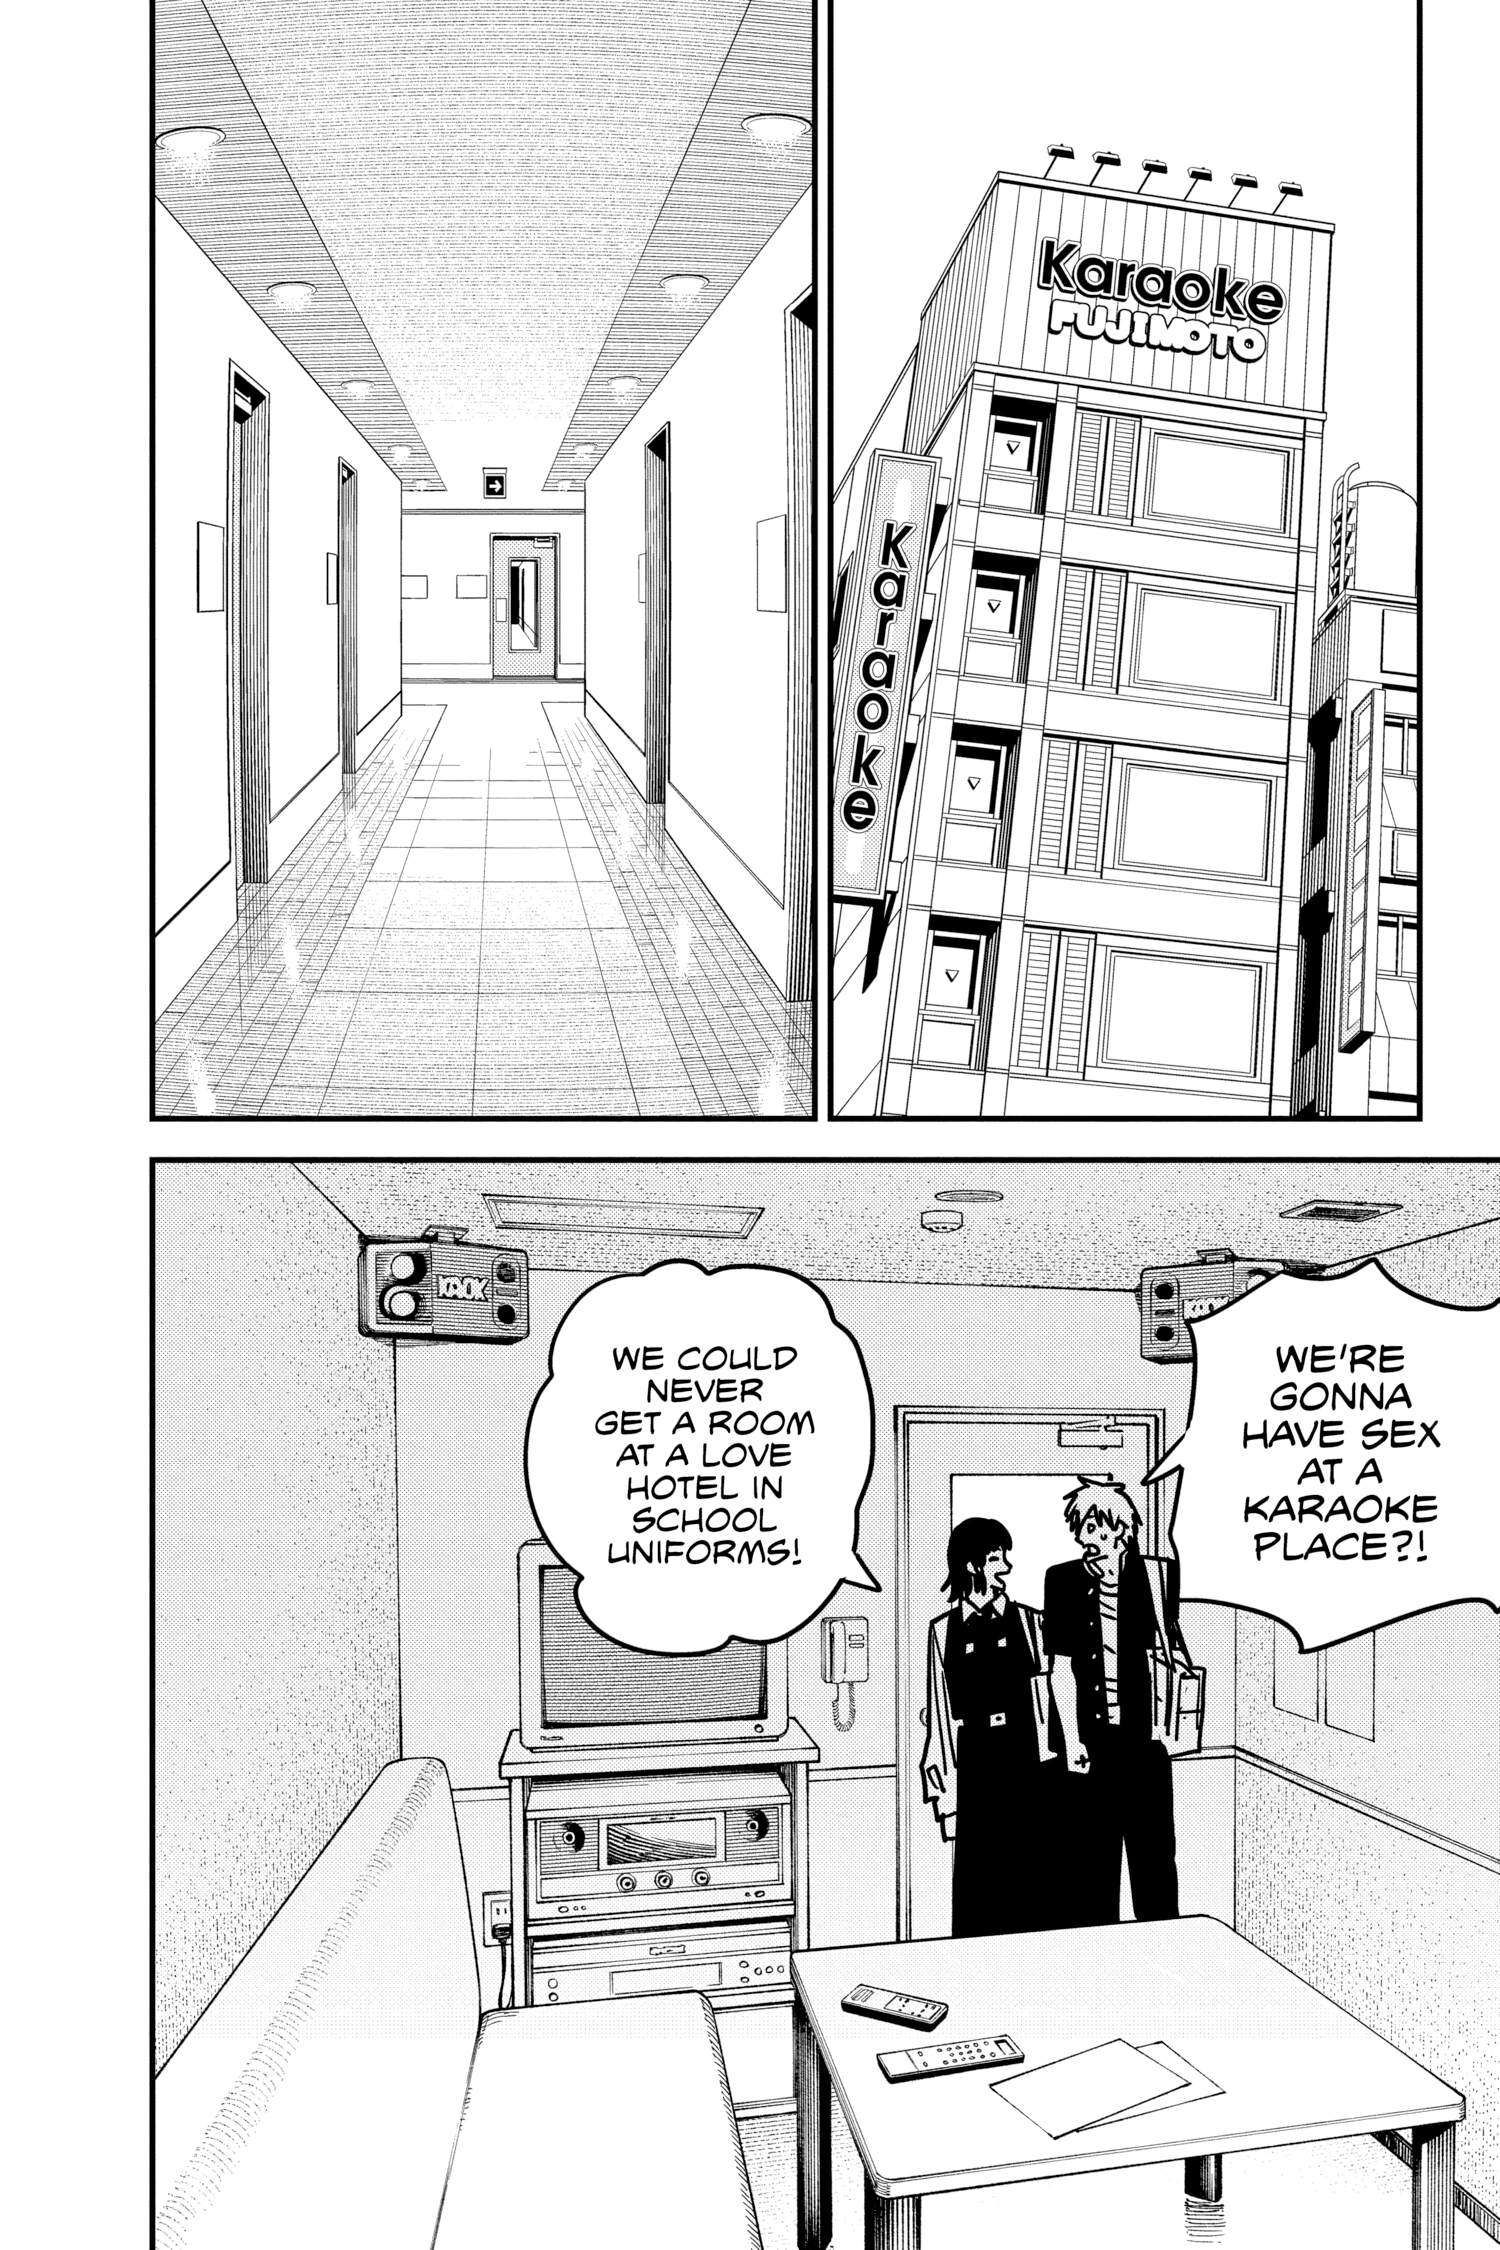 Karaoke
FUJIMOTO
Karaoke
WE'RE
GONNA
HAVE SEX
AT A
KARAOKE
PLACE?!
WE COULD
NEVER
GET A ROOM
AT A LOVE
HOTEL IN
SCHOOL
UNIFORMS!